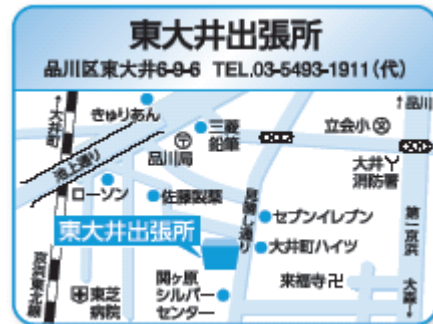 東大井出張所
品川区東大井6-9-6 TEL.03-5493-1911(代)
↑大井町
きゅりあん
三菱鉛筆
立会小
↑品川
品川局
池上通り
大井消防署
ローソン
佐藤製薬
見晴し通り
セブンイレブン
第一京浜
東大井出張所
大井町ハイツ
京浜東北線
関ヶ原シルバーセンター
来福寺
大森→
東芝病院